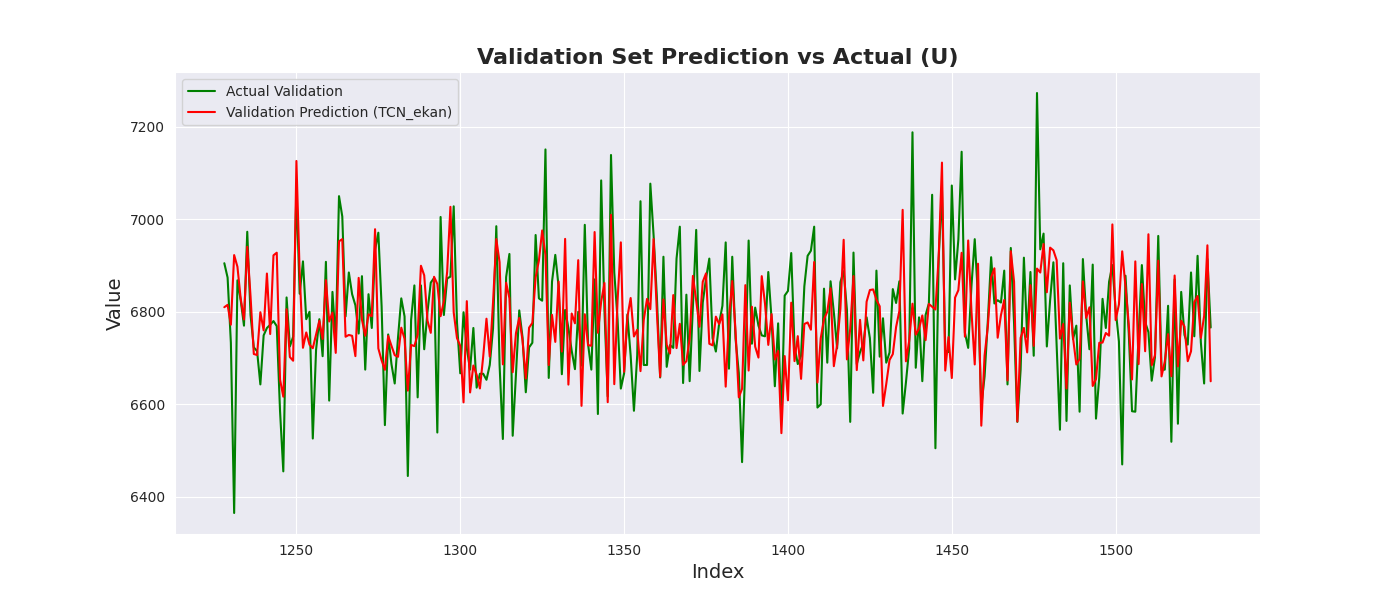 Validation Set Prediction vs Actual (U)
Actual Validation
Validation Prediction (TCN_ekan)
7200
7000
6800
6600
6400
Value
1250
1300
1350
1400
1450
1500
Index